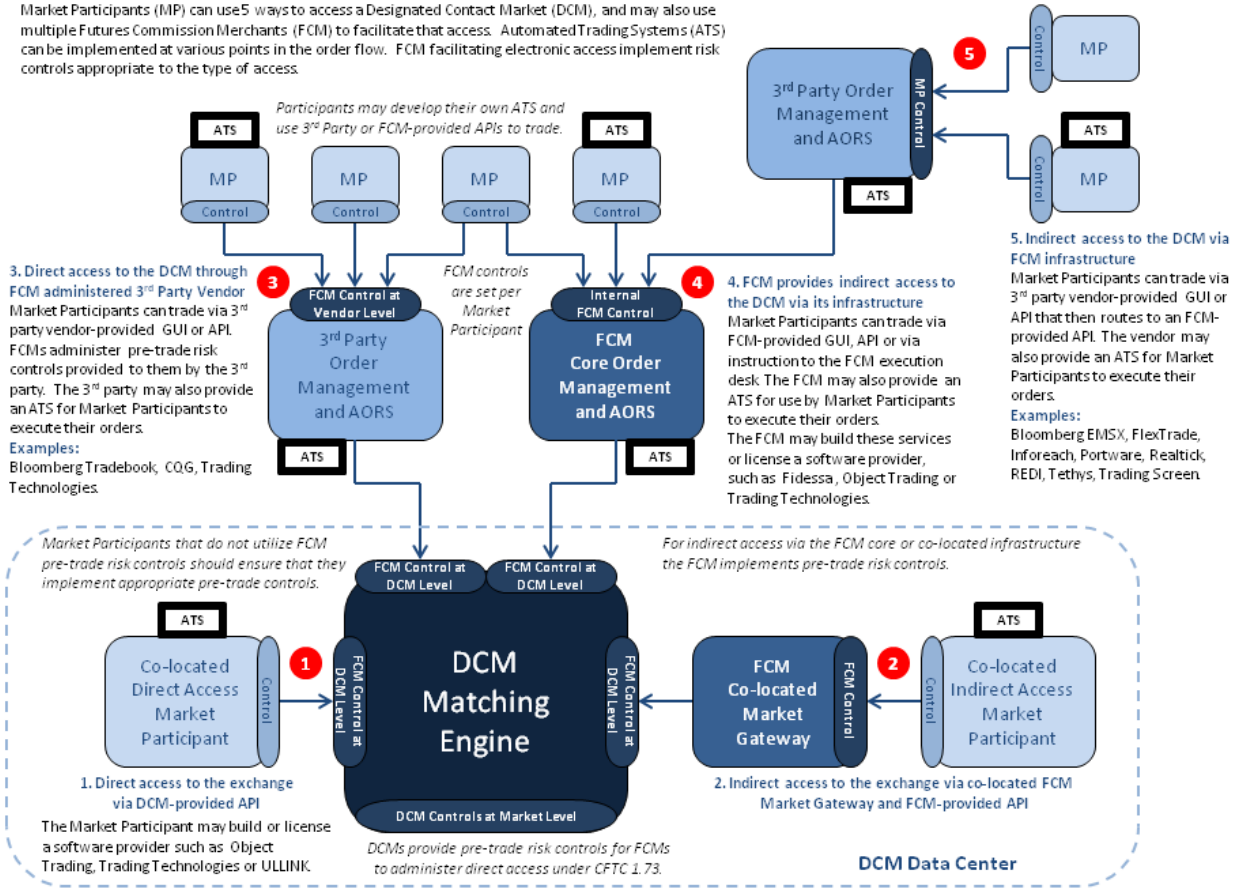 Market Participants (MP) can use 5 ways to access a Designated Contact Market (DCM), and may also use
multiple Futures Commission Merchants (FCM) to facilitate that access. Automated Trading Systems (ATS)
can be implemented at various points in the order flow. FCM facilitating electronic access implement risk
controls appropriate to the type of access.
Participants may develop their own ATS and
use 3rd Party or FCM-provided APIs to trade.
ATS
MP
Control
MP
Control
MP
Control
ATS
MP
Control
3rd Party Order
Management
and AORS
MP Control
ATS
5
Control
MP
ATS
Control
MP
3. Direct access to the DCM through
FCM administered 3rd Party Vendor
Market Participants can trade via 3rd
party vendor-provided GUI or API.
FCMs administer pre-trade risk
controls provided to them by the 3rd
party. The 3rd party may also provide
an ATS for Market Participants to
execute their orders.
Examples:
Bloomberg Tradebook, CQG, Trading
Technologies.
3
FCM Control at
Vendor Level
3rd Party
Order
Management
and AORS
ATS
FCM controls
are set per
Market
Participant
4
Internal
FCM Control
FCM
Core Order
Management
and AORS
ATS
4. FCM provides indirect access to
the DCM via its infrastructure
Market Participants can trade via
FCM-provided GUI, API or via
instruction to the FCM execution
desk. The FCM may also provide an
ATS for use by Market Participants
to execute their orders.
The FCM may build these services
or license a software provider,
such as Fidessa, Object Trading or
Trading Technologies.
5. Indirect access to the DCM via
FCM infrastructure
Market Participants can trade via
3rd party vendor-provided GUI or
API that then routes to an FCM-
provided API. The vendor may
also provide an ATS for Market
Participants to execute their
orders.
Examples:
Bloomberg EMSX, FlexTrade,
Inforeach, Portware, Realtick,
REDI, Tethys, Trading Screen.
Market Participants that do not utilize FCM
pre-trade risk controls should ensure that they
implement appropriate pre-trade controls.
For indirect access via the FCM core or co-located infrastructure
the FCM implements pre-trade risk controls.
FCM Control at
DCM Level
FCM Control at
DCM Level
ATS
Co-located
Direct Access
Market
Participant
Control
1
FCM Control at
DCM Level
DCM
Matching
Engine
FCM Control at
DCM Level
FCM
Co-located
Market
Gateway
FCM Control
2
ATS
Control
Co-located
Indirect Access
Market
Participant
1. Direct access to the exchange
via DCM-provided API
The Market Participant may build or license
a software provider such as Object
Trading, Trading Technologies or ULLINK.
DCM Controls at Market Level
2. Indirect access to the exchange via co-located FCM
Market Gateway and FCM-provided API
DCMs provide pre-trade risk controls for FCMs
to administer direct access under CFTC 1.73.
DCM Data Center